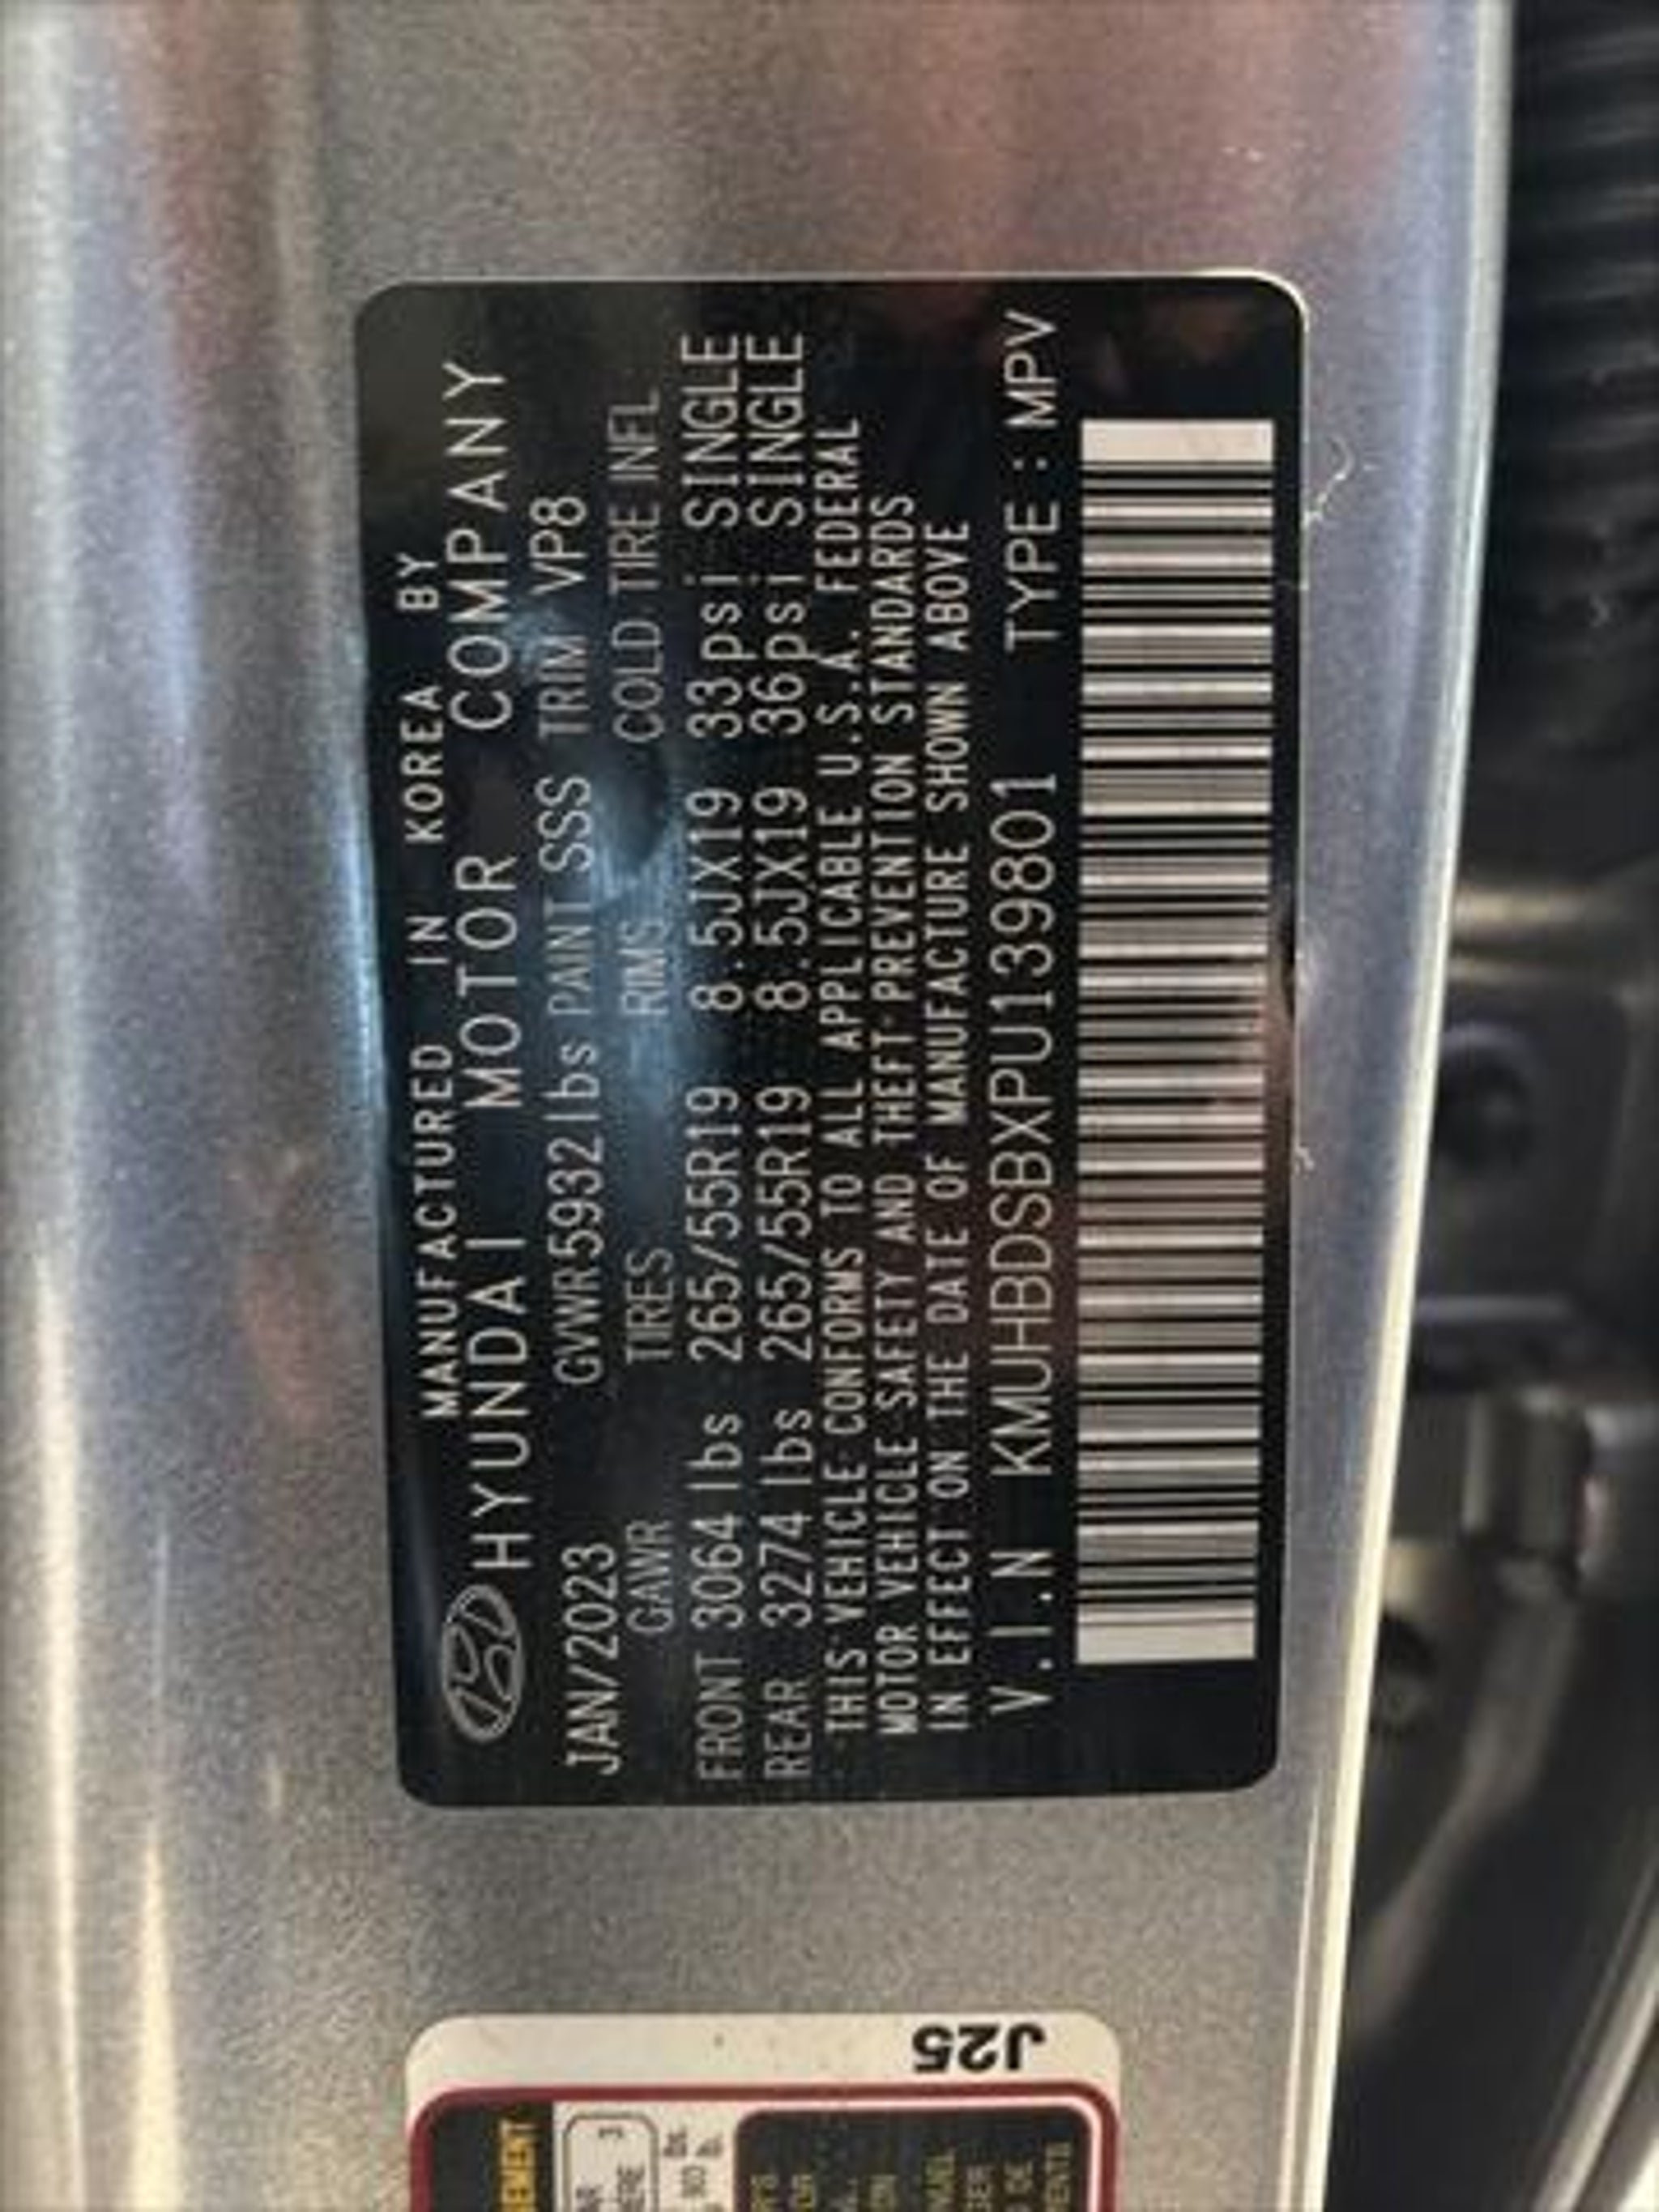 MANUFACTURED IN KOREA BY
HYUNDAI MOTOR COMPANY
JAN/2023 GVWR5932lbs PAINT SSS TRIM VP8
GAWR TIRES RIMS COLD TIRE INFL
FRONT 3064 lbs 265/55R19 8.5JX19 33psi SINGLE
REAR 3274 lbs 265/55R19 8.5JX19 36psi SINGLE
THIS VEHICLE CONFORMS TO ALL APPLICABLE U.S.A. FEDERAL
MOTOR VEHICLE SAFETY AND THEFT PREVENTION STANDARDS
IN EFFECT ON THE DATE OF MANUFACTURE SHOWN ABOVE
V.I.N KMUHBDSBXPU139801 TYPE : MPV
J25